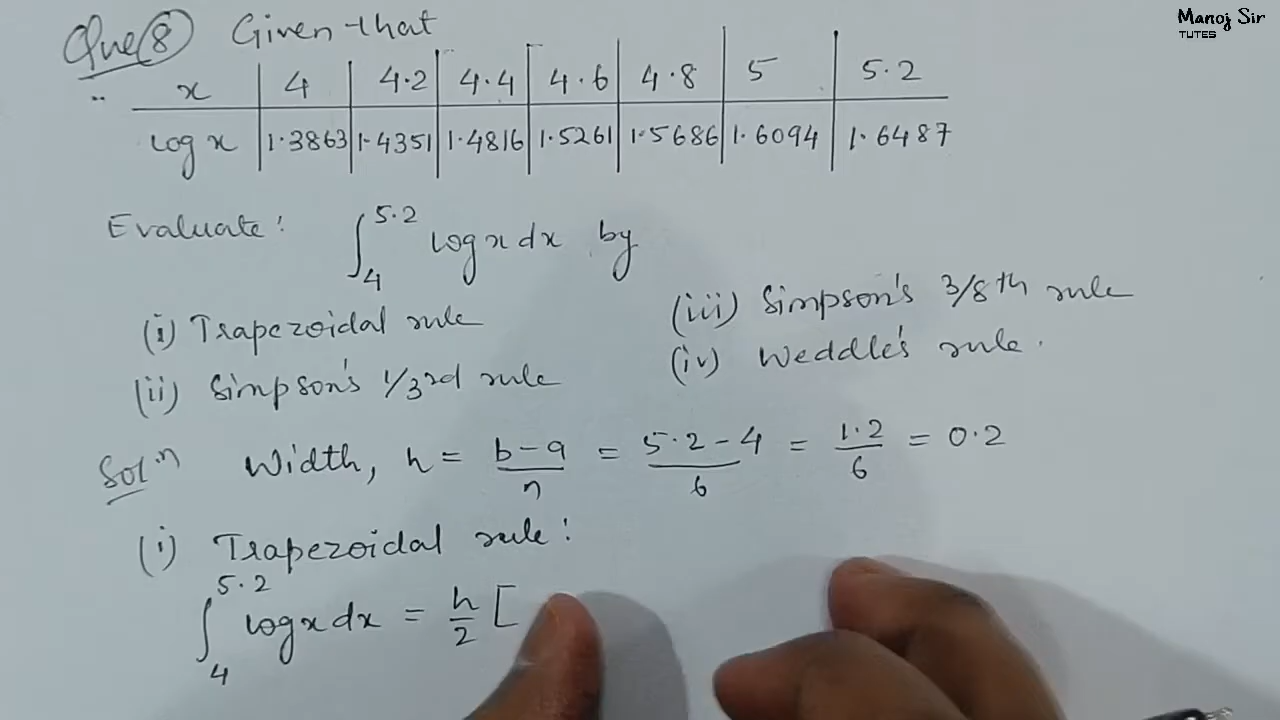 Manoj Sir
TUTES
Que(8) Given that
x | 4 | 4.2 | 4.4 | 4.6 | 4.8 | 5 | 5.2
log x | 1.3863 | 1.4351 | 1.4816 | 1.5261 | 1.5686 | 1.6094 | 1.6487
Evaluate: ∫₄^5.2 log x dx by
(i) Trapezoidal rule
(ii) Simpson's 1/3rd rule
(iii) Simpson's 3/8th rule
(iv) Weddle's rule.
Solⁿ Width, h = (b-a)/n = (5.2-4)/6 = 1.2/6 = 0.2
(i) Trapezoidal rule:
∫₄^5.2 log x dx = h/2 [